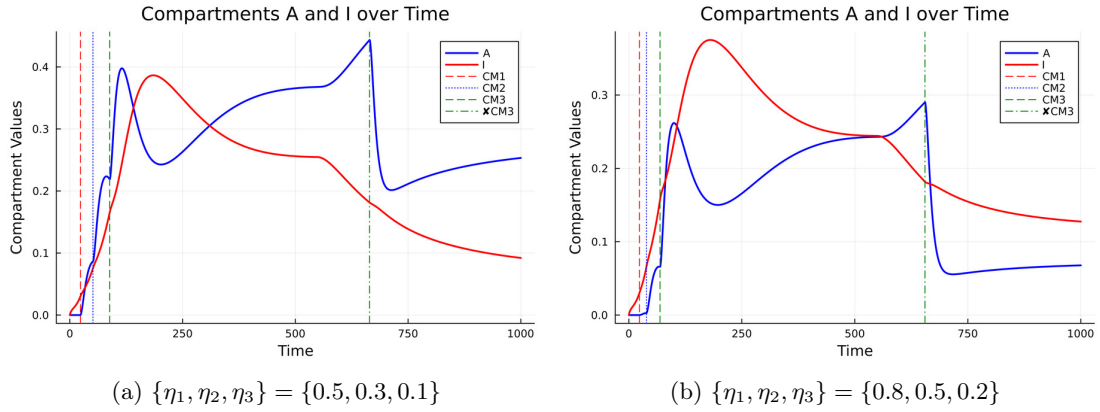 Compartments A and I over Time
Compartment Values
0.4
0.3
0.2
0.1
0.0
0
250
500
750
1000
Time
A
I
CM1
CM2
CM3
✘CM3
(a) {η₁, η₂, η₃} = {0.5, 0.3, 0.1}
Compartments A and I over Time
Compartment Values
0.3
0.2
0.1
0.0
0
250
500
750
1000
Time
A
I
CM1
CM2
CM3
✘CM3
(b) {η₁, η₂, η₃} = {0.8, 0.5, 0.2}